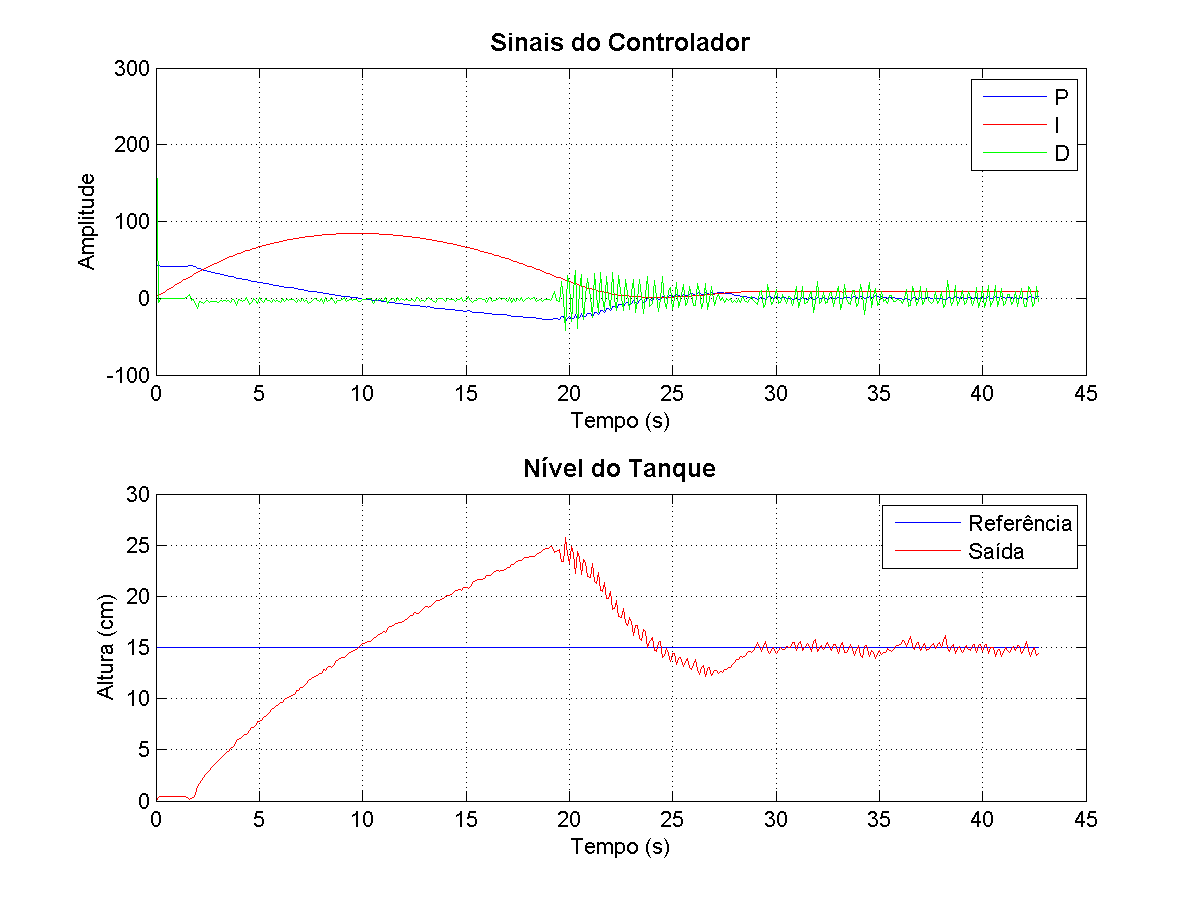 Sinais do Controlador
300
200
100
0
-100
Amplitude
P
I
D
0 5 10 15 20 25 30 35 40 45
Tempo (s)
Nível do Tanque
30
25
20
15
10
5
0
Altura (cm)
Referência
Saída
0 5 10 15 20 25 30 35 40 45
Tempo (s)